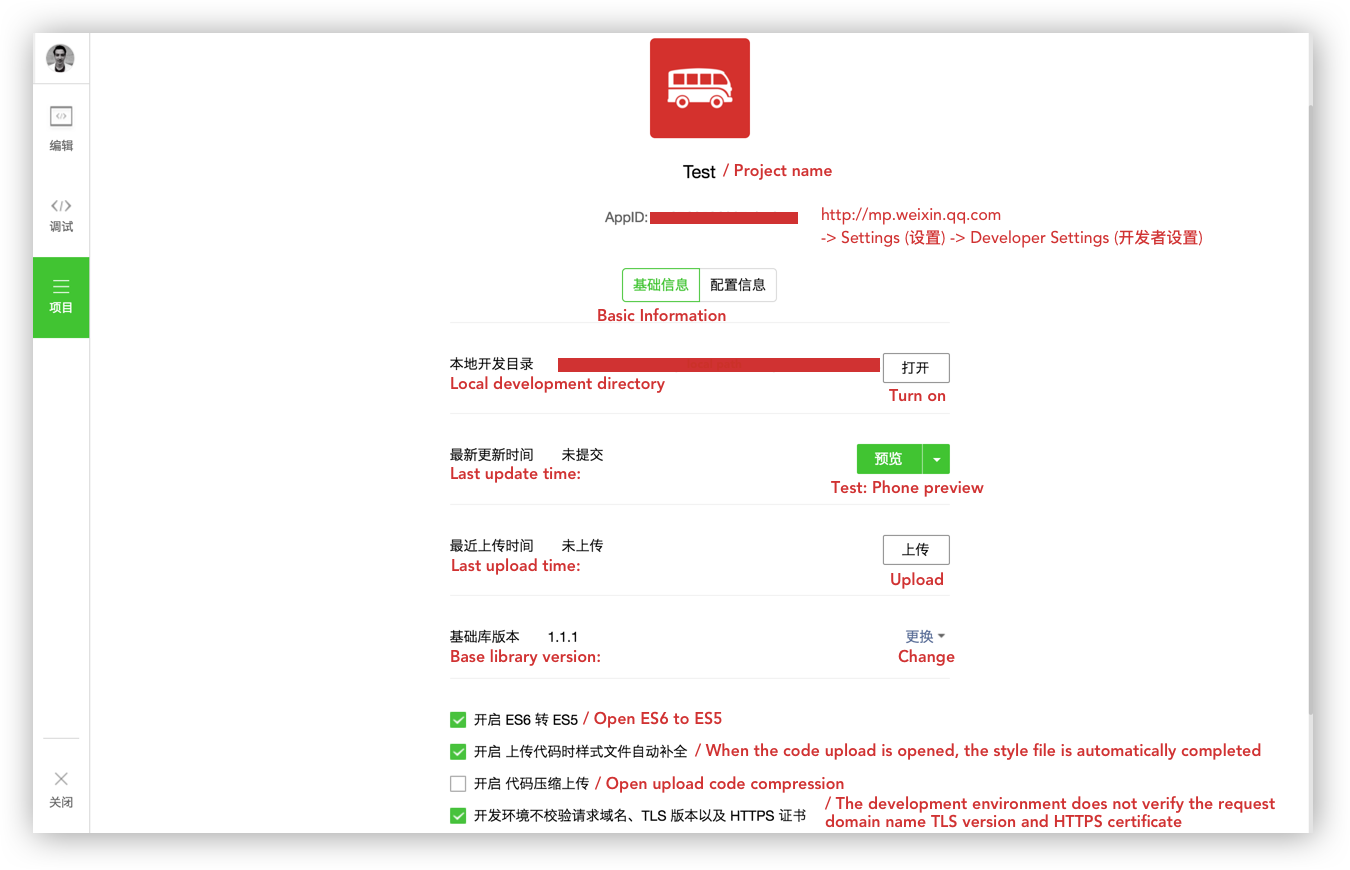 编辑
调试
项目
关闭
Test / Project name
AppID:
http://mp.weixin.qq.com
-> Settings (设置) -> Developer Settings (开发者设置)
基础信息 配置信息
Basic Information
本地开发目录 打开
Local development directory Turn on
最新更新时间 未提交 预览
Last update time: Test: Phone preview
最近上传时间 未上传 上传
Last upload time: Upload
基础库版本 1.1.1 更换
Base library version: Change
开启 ES6 转 ES5 / Open ES6 to ES5
开启 上传代码时样式文件自动补全 / When the code upload is opened, the style file is automatically completed
开启 代码压缩上传 / Open upload code compression
开发环境不校验请求域名、TLS 版本以及 HTTPS 证书 / The development environment does not verify the request
domain name TLS version and HTTPS certificate